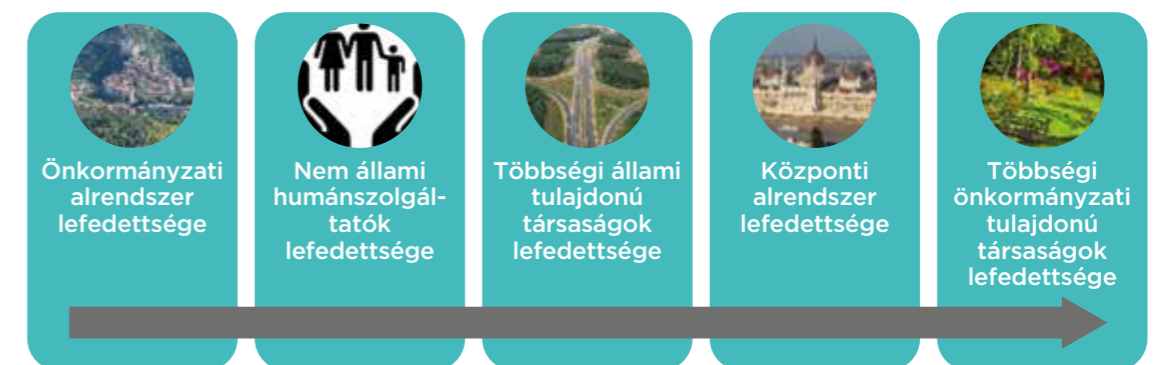 Önkormányzati
alrendszer
lefedettsége
Nem állami
humánszolgál-
tatók
lefedettsége
Többségi állami
tulajdonú
társaságok
lefedettsége
Központi
alrendszer
lefedettsége
Többségi
önkormányzati
tulajdonú
társaságok
lefedettsége